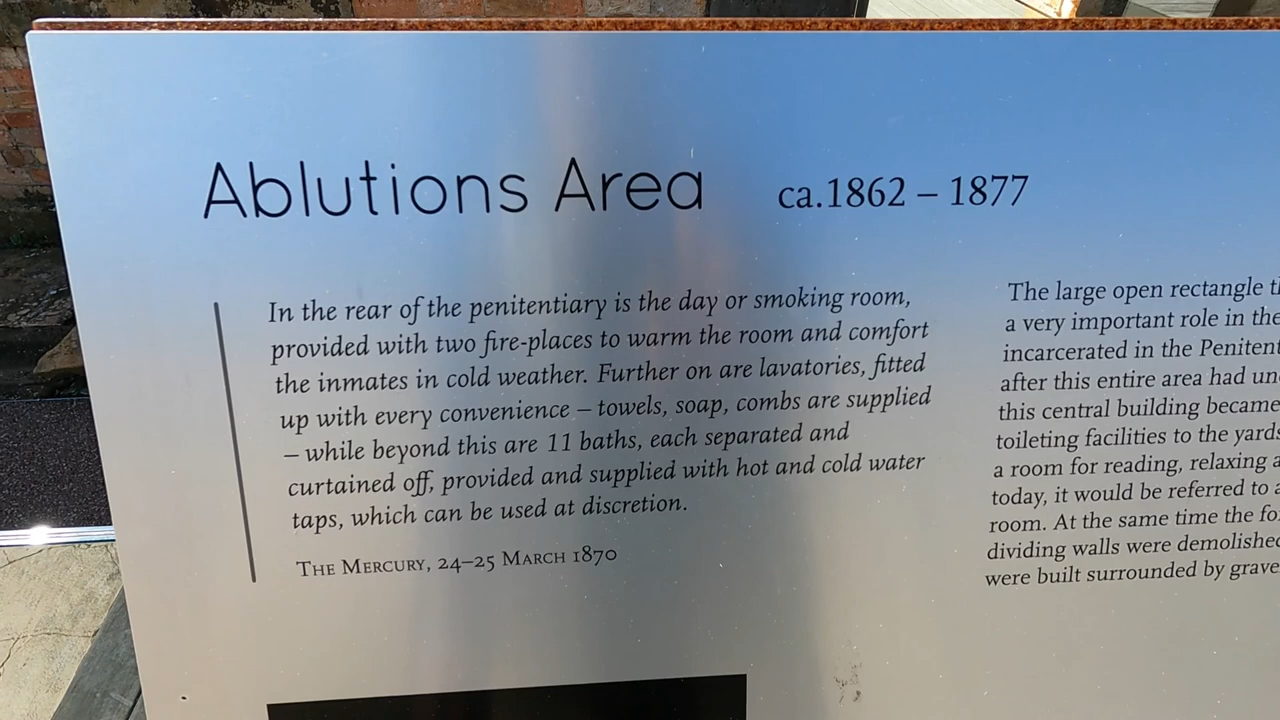 Ablutions Area ca.1862 – 1877
In the rear of the penitentiary is the day or smoking room,
provided with two fire-places to warm the room and comfort
the inmates in cold weather. Further on are lavatories, fitted
up with every convenience – towels, soap, combs are supplied
– while beyond this are 11 baths, each separated and
curtained off, provided and supplied with hot and cold water
taps, which can be used at discretion.
The Mercury, 24–25 March 1870
The large open rectangle
a very important role in the
incarcerated in the
after this entire area had
this central building became
toileting facilities to the
a room for reading, relaxing
today, it would be referred to
room. At the same time the
dividing walls were
were built surrounded by